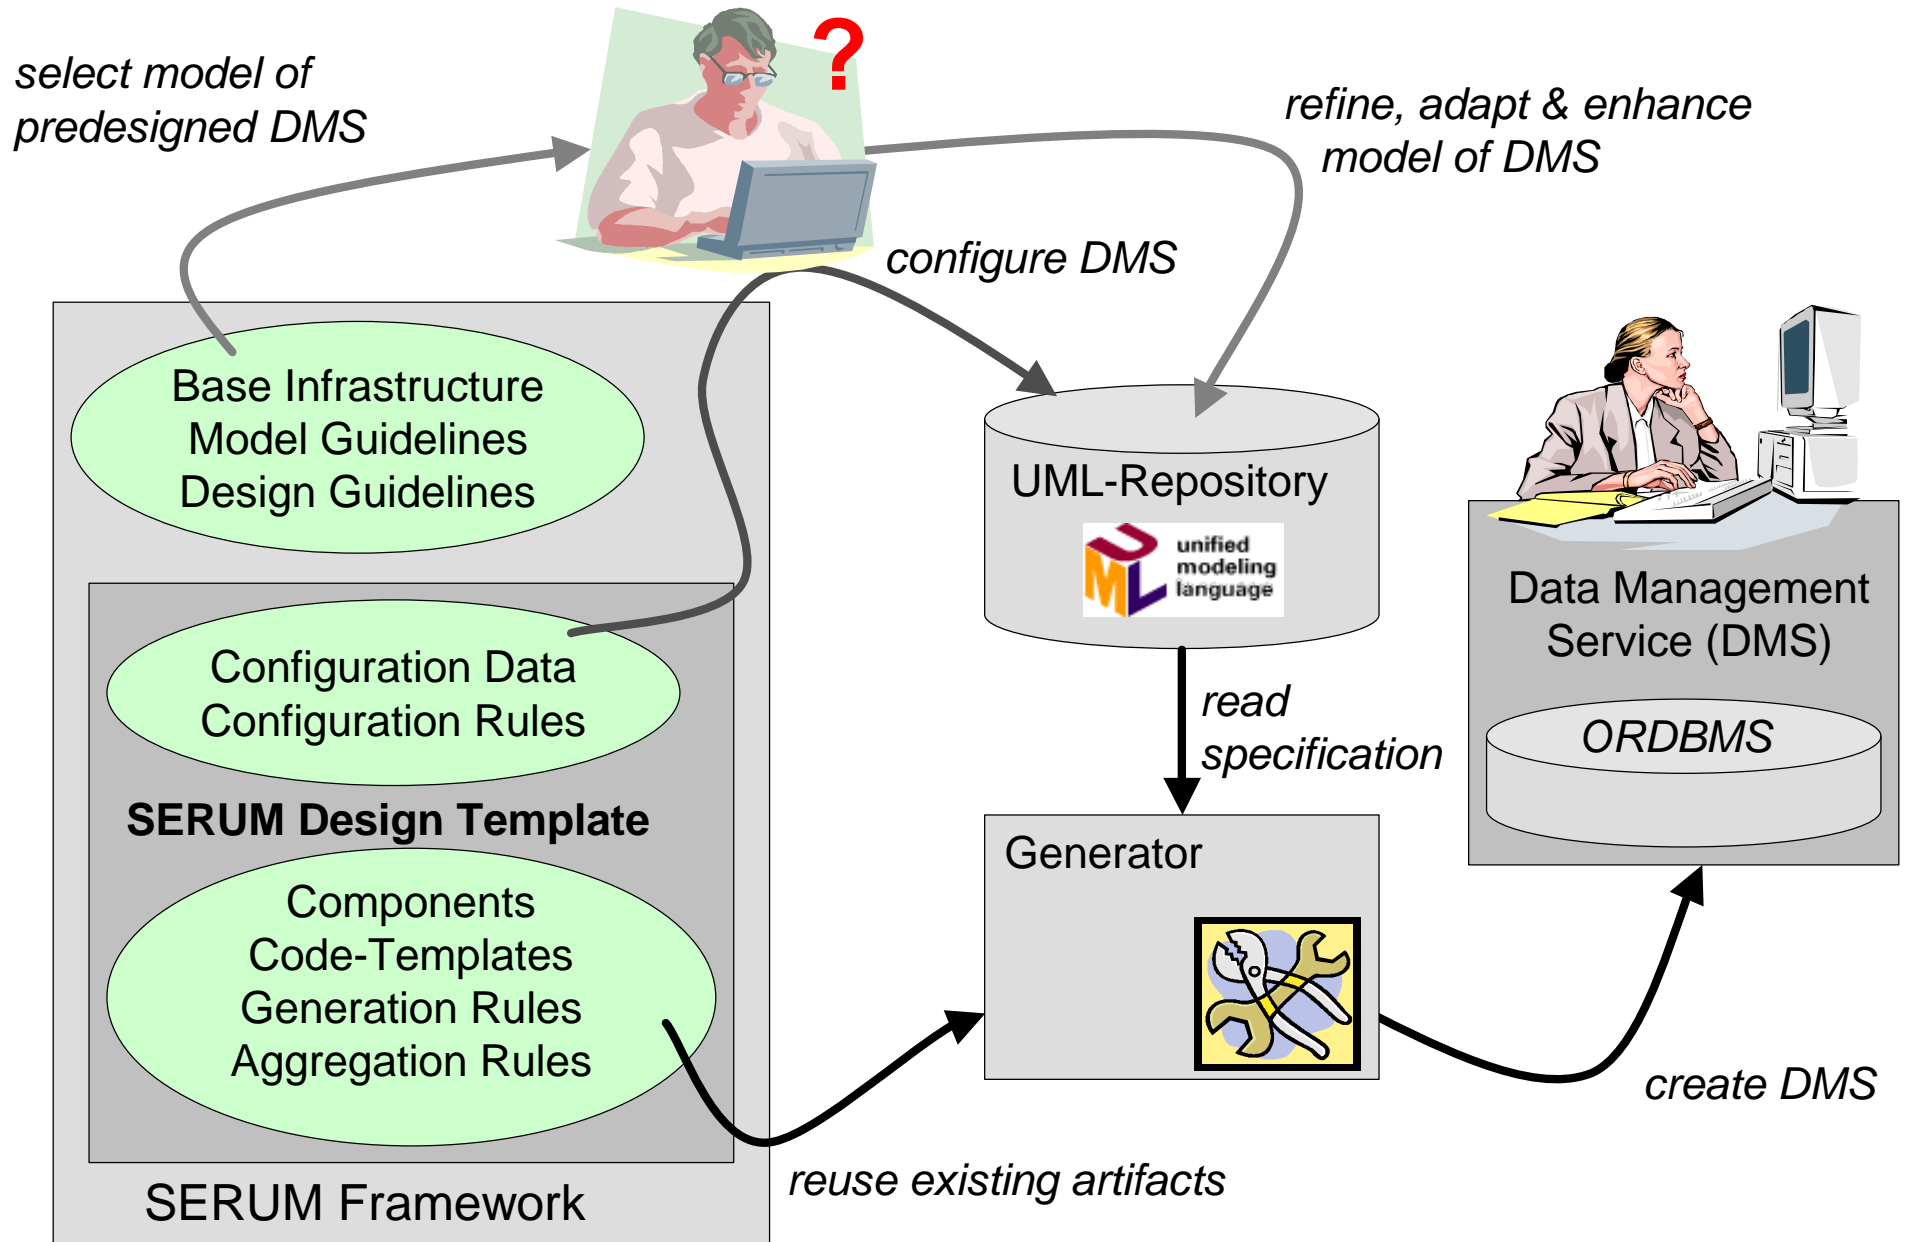 select model of
predesigned DMS
?
refine, adapt & enhance
model of DMS
configure DMS
Base Infrastructure
Model Guidelines
Design Guidelines
UML-Repository
UML
unified
modeling
language
Data Management
Service (DMS)
Configuration Data
Configuration Rules
read
specification
ORDBMS
SERUM Design Template
Generator
Components
Code-Templates
Generation Rules
Aggregation Rules
create DMS
reuse existing artifacts
SERUM Framework